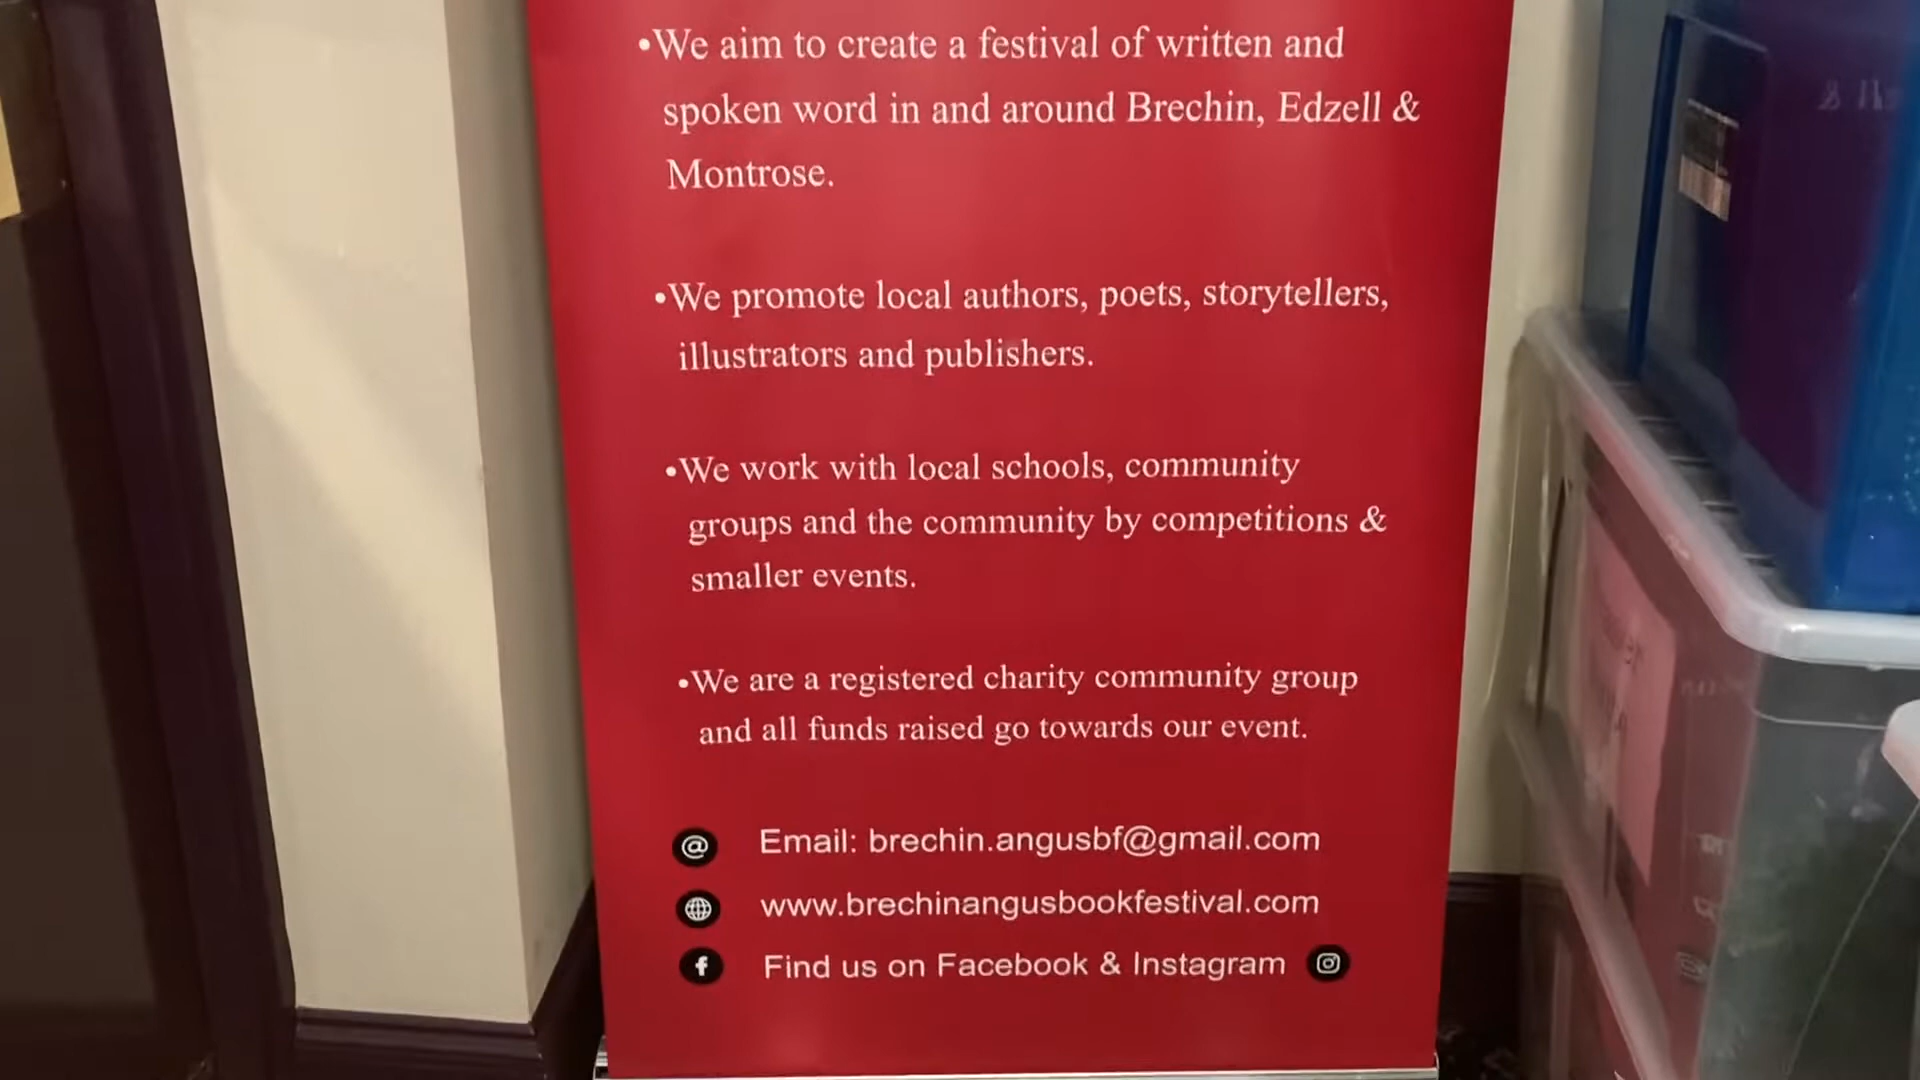 •We aim to create a festival of written and
spoken word in and around Brechin, Edzell &
Montrose.
•We promote local authors, poets, storytellers,
illustrators and publishers.
•We work with local schools, community
groups and the community by competitions &
smaller events.
•We are a registered charity community group
and all funds raised go towards our event.
Email: brechin.angusbf@gmail.com
www.brechinangusbookfestival.com
Find us on Facebook & Instagram